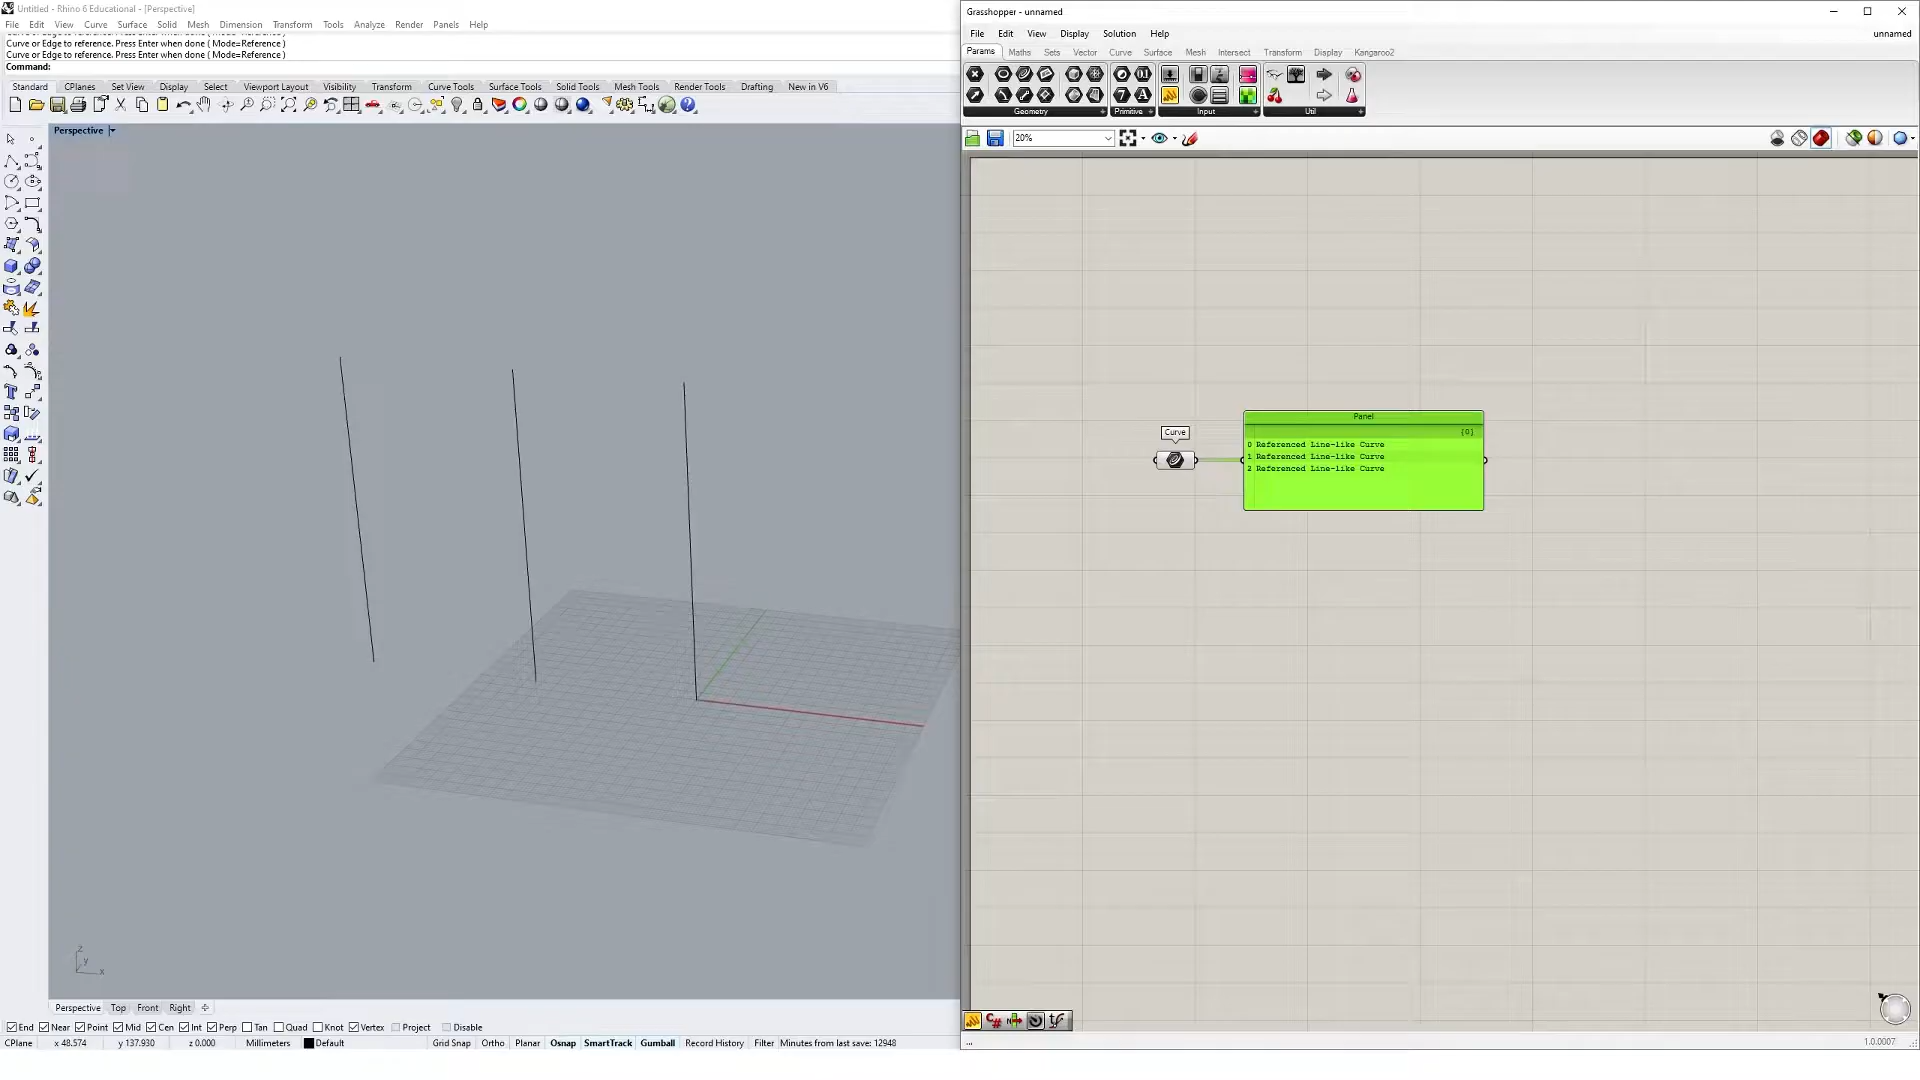 Untitled - Rhino 6 Educational - [Perspective]
File Edit View Curve Surface Solid Mesh Dimension Transform Tools Analyze Render Panels Help
Curve or Edge to reference. Press Enter when done ( Mode=Reference )
Curve or Edge to reference. Press Enter when done ( Mode=Reference )
Command:
Standard CPlanes Set View Display Select Viewport Layout Visibility Transform Curve Tools Surface Tools Solid Tools Mesh Tools Render Tools Drafting New in V6
Perspective
z
y
x
Perspective Top Front Right
End Near Point Mid Cen Int Perp Tan Quad Knot Vertex Project Disable
CPlane x 48.574 y 137.930 z 0.000 Millimeters Default Grid Snap Ortho Planar Osnap SmartTrack Gumball Record History Filter Minutes from last save: 12948
Grasshopper - unnamed
File Edit View Display Solution Help unnamed
Params Maths Sets Vector Curve Surface Mesh Intersect Transform Display Kangaroo2
Geometry Primitive Input Util
20%
Curve
Panel
{0}
0 Referenced Line-like Curve
1 Referenced Line-like Curve
2 Referenced Line-like Curve
...
1.0.0007